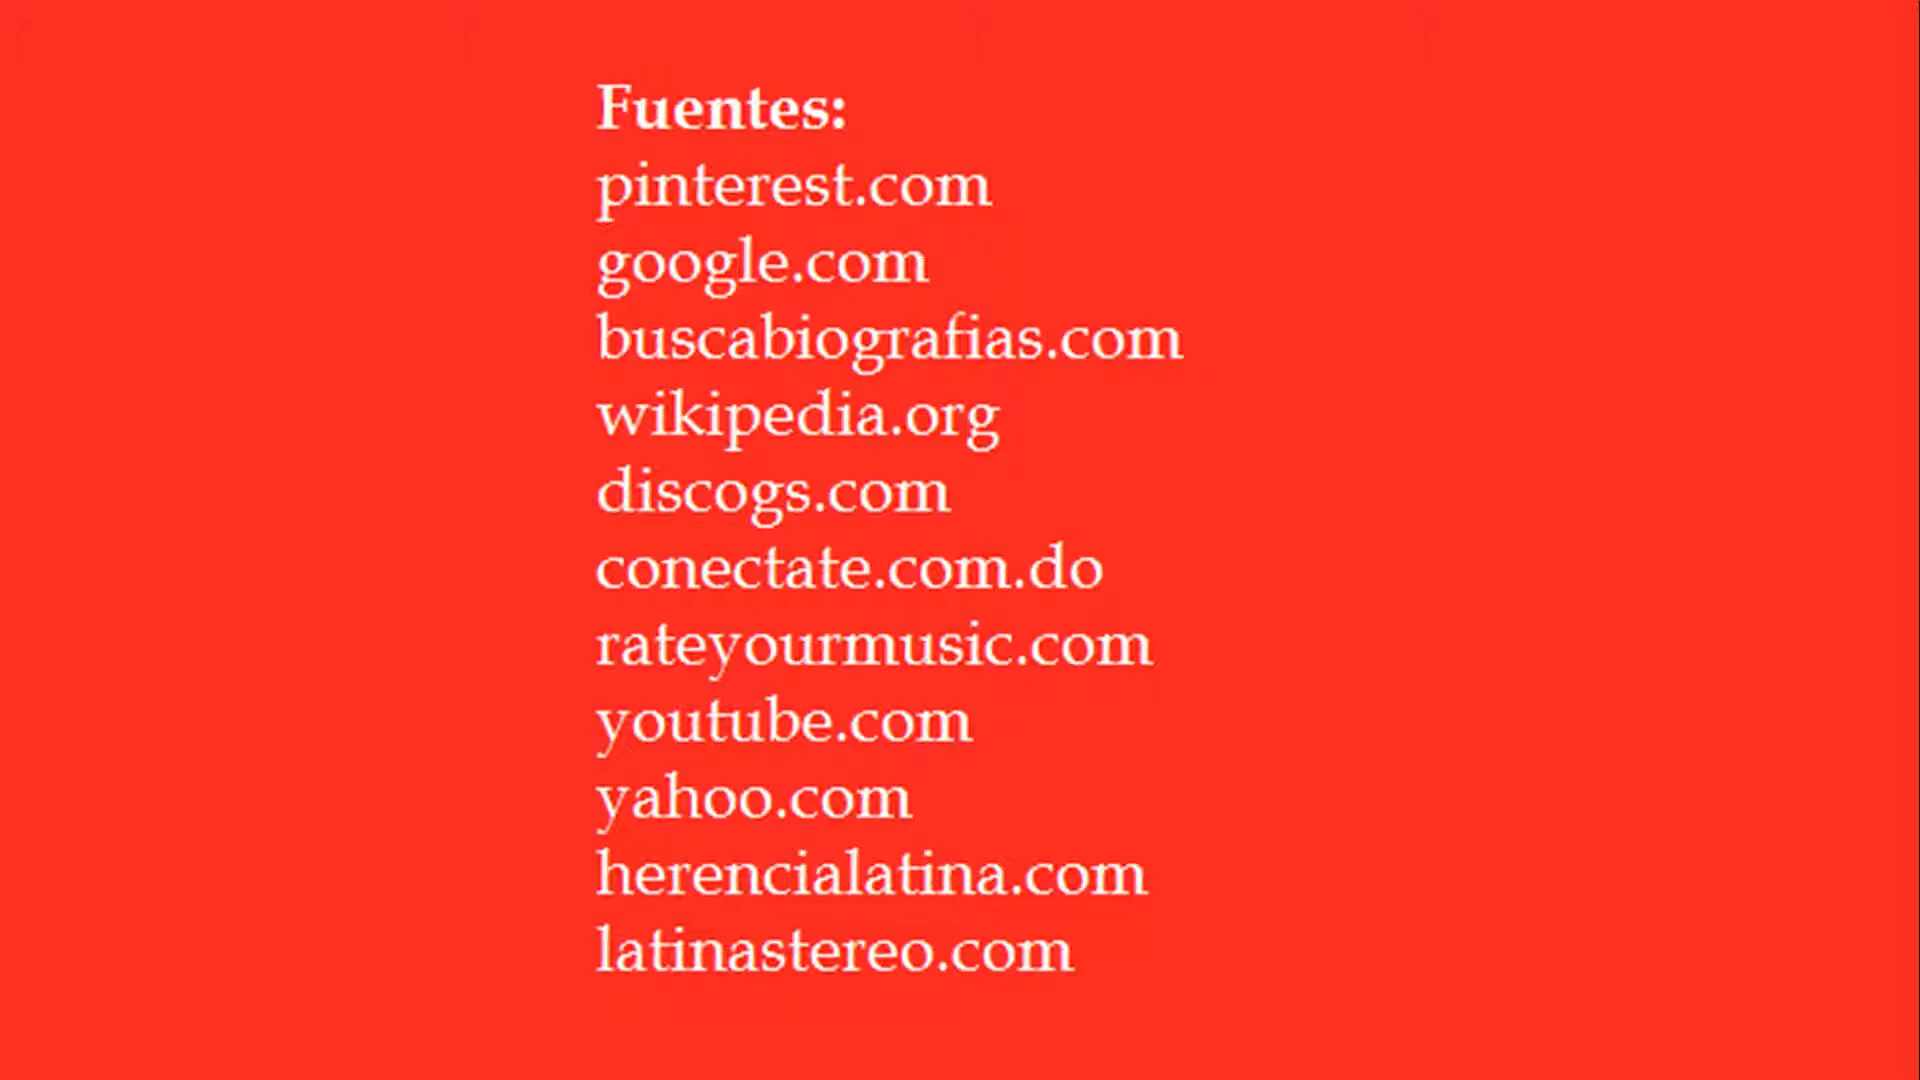 Fuentes:
pinterest.com
google.com
buscabiografias.com
wikipedia.org
discogs.com
conectate.com.do
rateyourmusic.com
youtube.com
yahoo.com
herencialatina.com
latinastereo.com